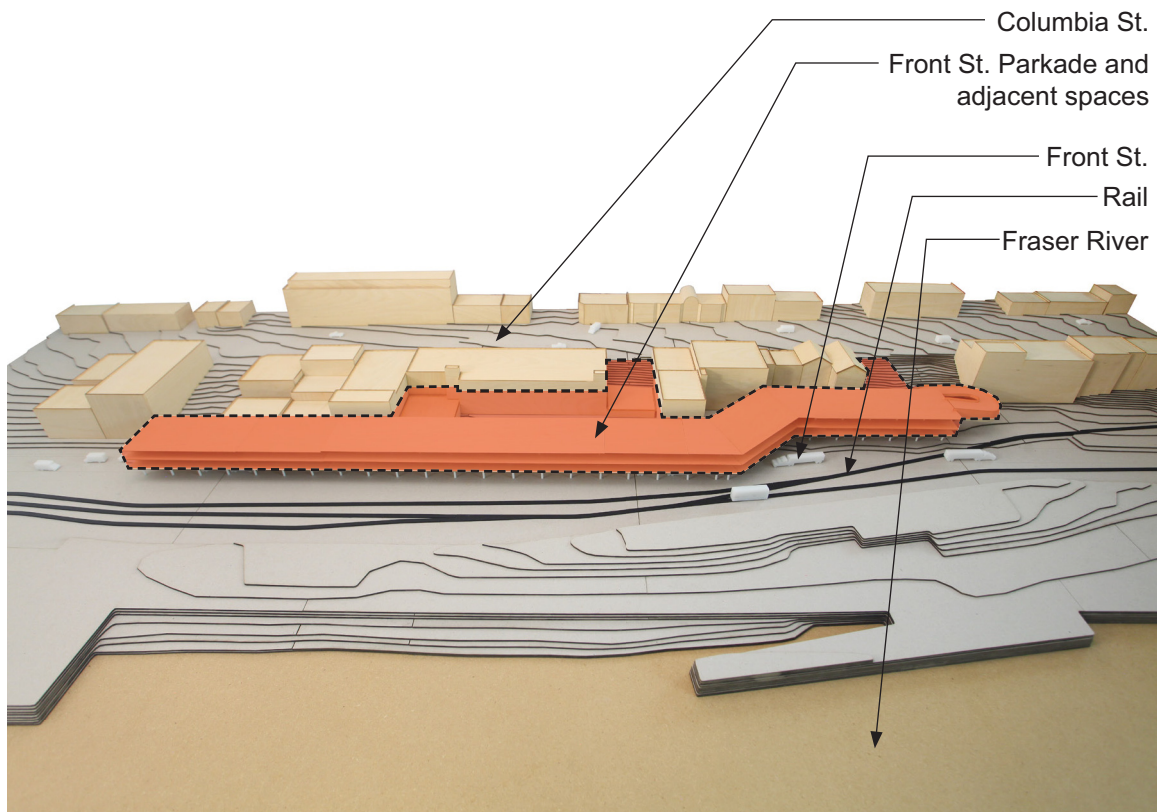 Columbia St.
Front St. Parkade and
adjacent spaces
Front St.
Rail
Fraser River